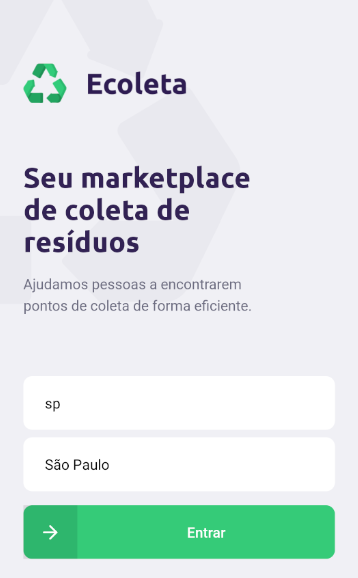 Ecoleta
Seu marketplace
de coleta de
resíduos
Ajudamos pessoas a encontrarem
pontos de coleta de forma eficiente.
sp
São Paulo
Entrar